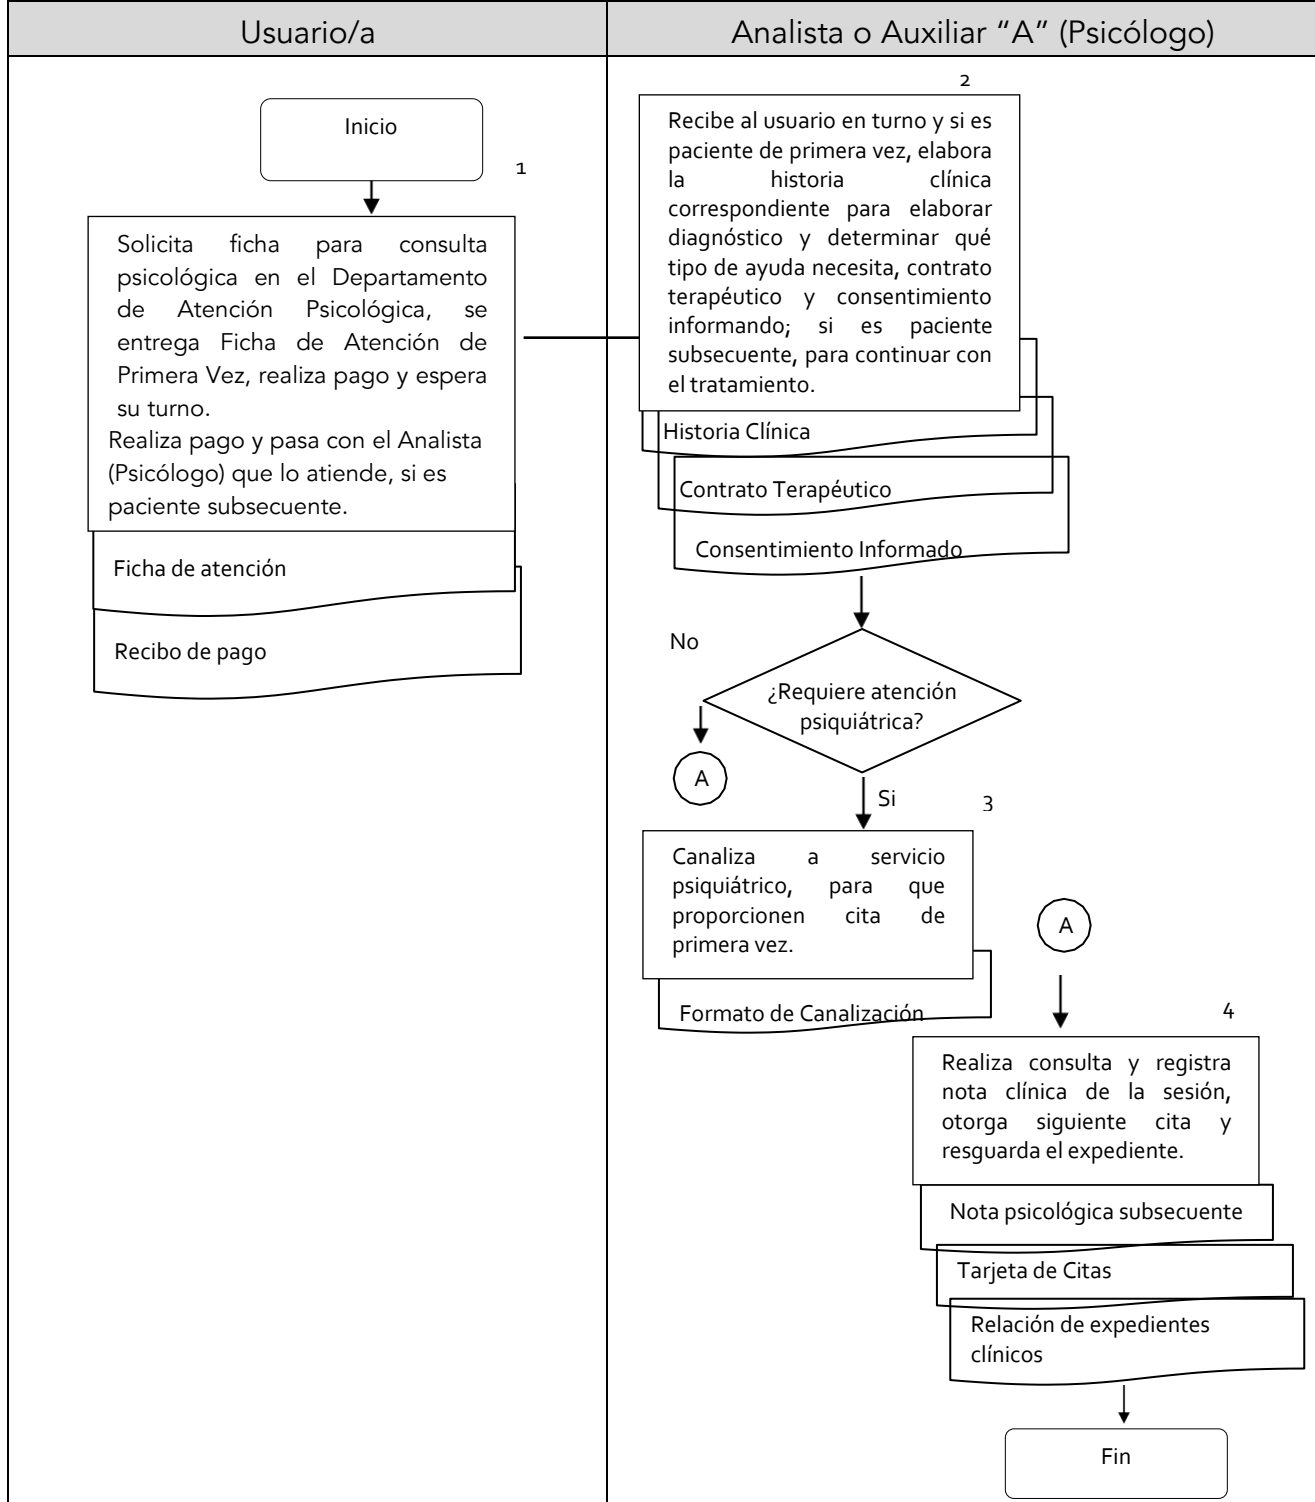 Usuario/a
Analista o Auxiliar “A” (Psicólogo)
Inicio
1
Solicita ficha para consulta
psicológica en el Departamento
de Atención Psicológica, se
entrega Ficha de Atención de
Primera Vez, realiza pago y espera
su turno.
Realiza pago y pasa con el Analista
(Psicólogo) que lo atiende, si es
paciente subsecuente.
Ficha de atención
Recibo de pago
2
Recibe al usuario en turno y si es
paciente de primera vez, elabora
la historia clínica
correspondiente para elaborar
diagnóstico y determinar qué
tipo de ayuda necesita, contrato
terapéutico y consentimiento
informando; si es paciente
subsecuente, para continuar con
el tratamiento.
Historia Clínica
Contrato Terapéutico
Consentimiento Informado
No
¿Requiere atención
psiquiátrica?
A
Si
3
Canaliza a servicio
psiquiátrico, para que
proporcionen cita de
primera vez.
Formato de Canalización
A
4
Realiza consulta y registra
nota clínica de la sesión,
otorga siguiente cita y
resguarda el expediente.
Nota psicológica subsecuente
Tarjeta de Citas
Relación de expedientes
clínicos
Fin